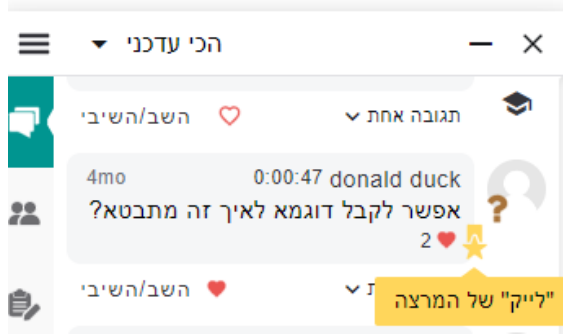 הכי עדכני
תגובה אחת
השב/השיבי
donald duck 0:00:47 4mo
אפשר לקבל דוגמא לאיך זה מתבטא?
2
השב/השיבי
"לייק" של המרצה